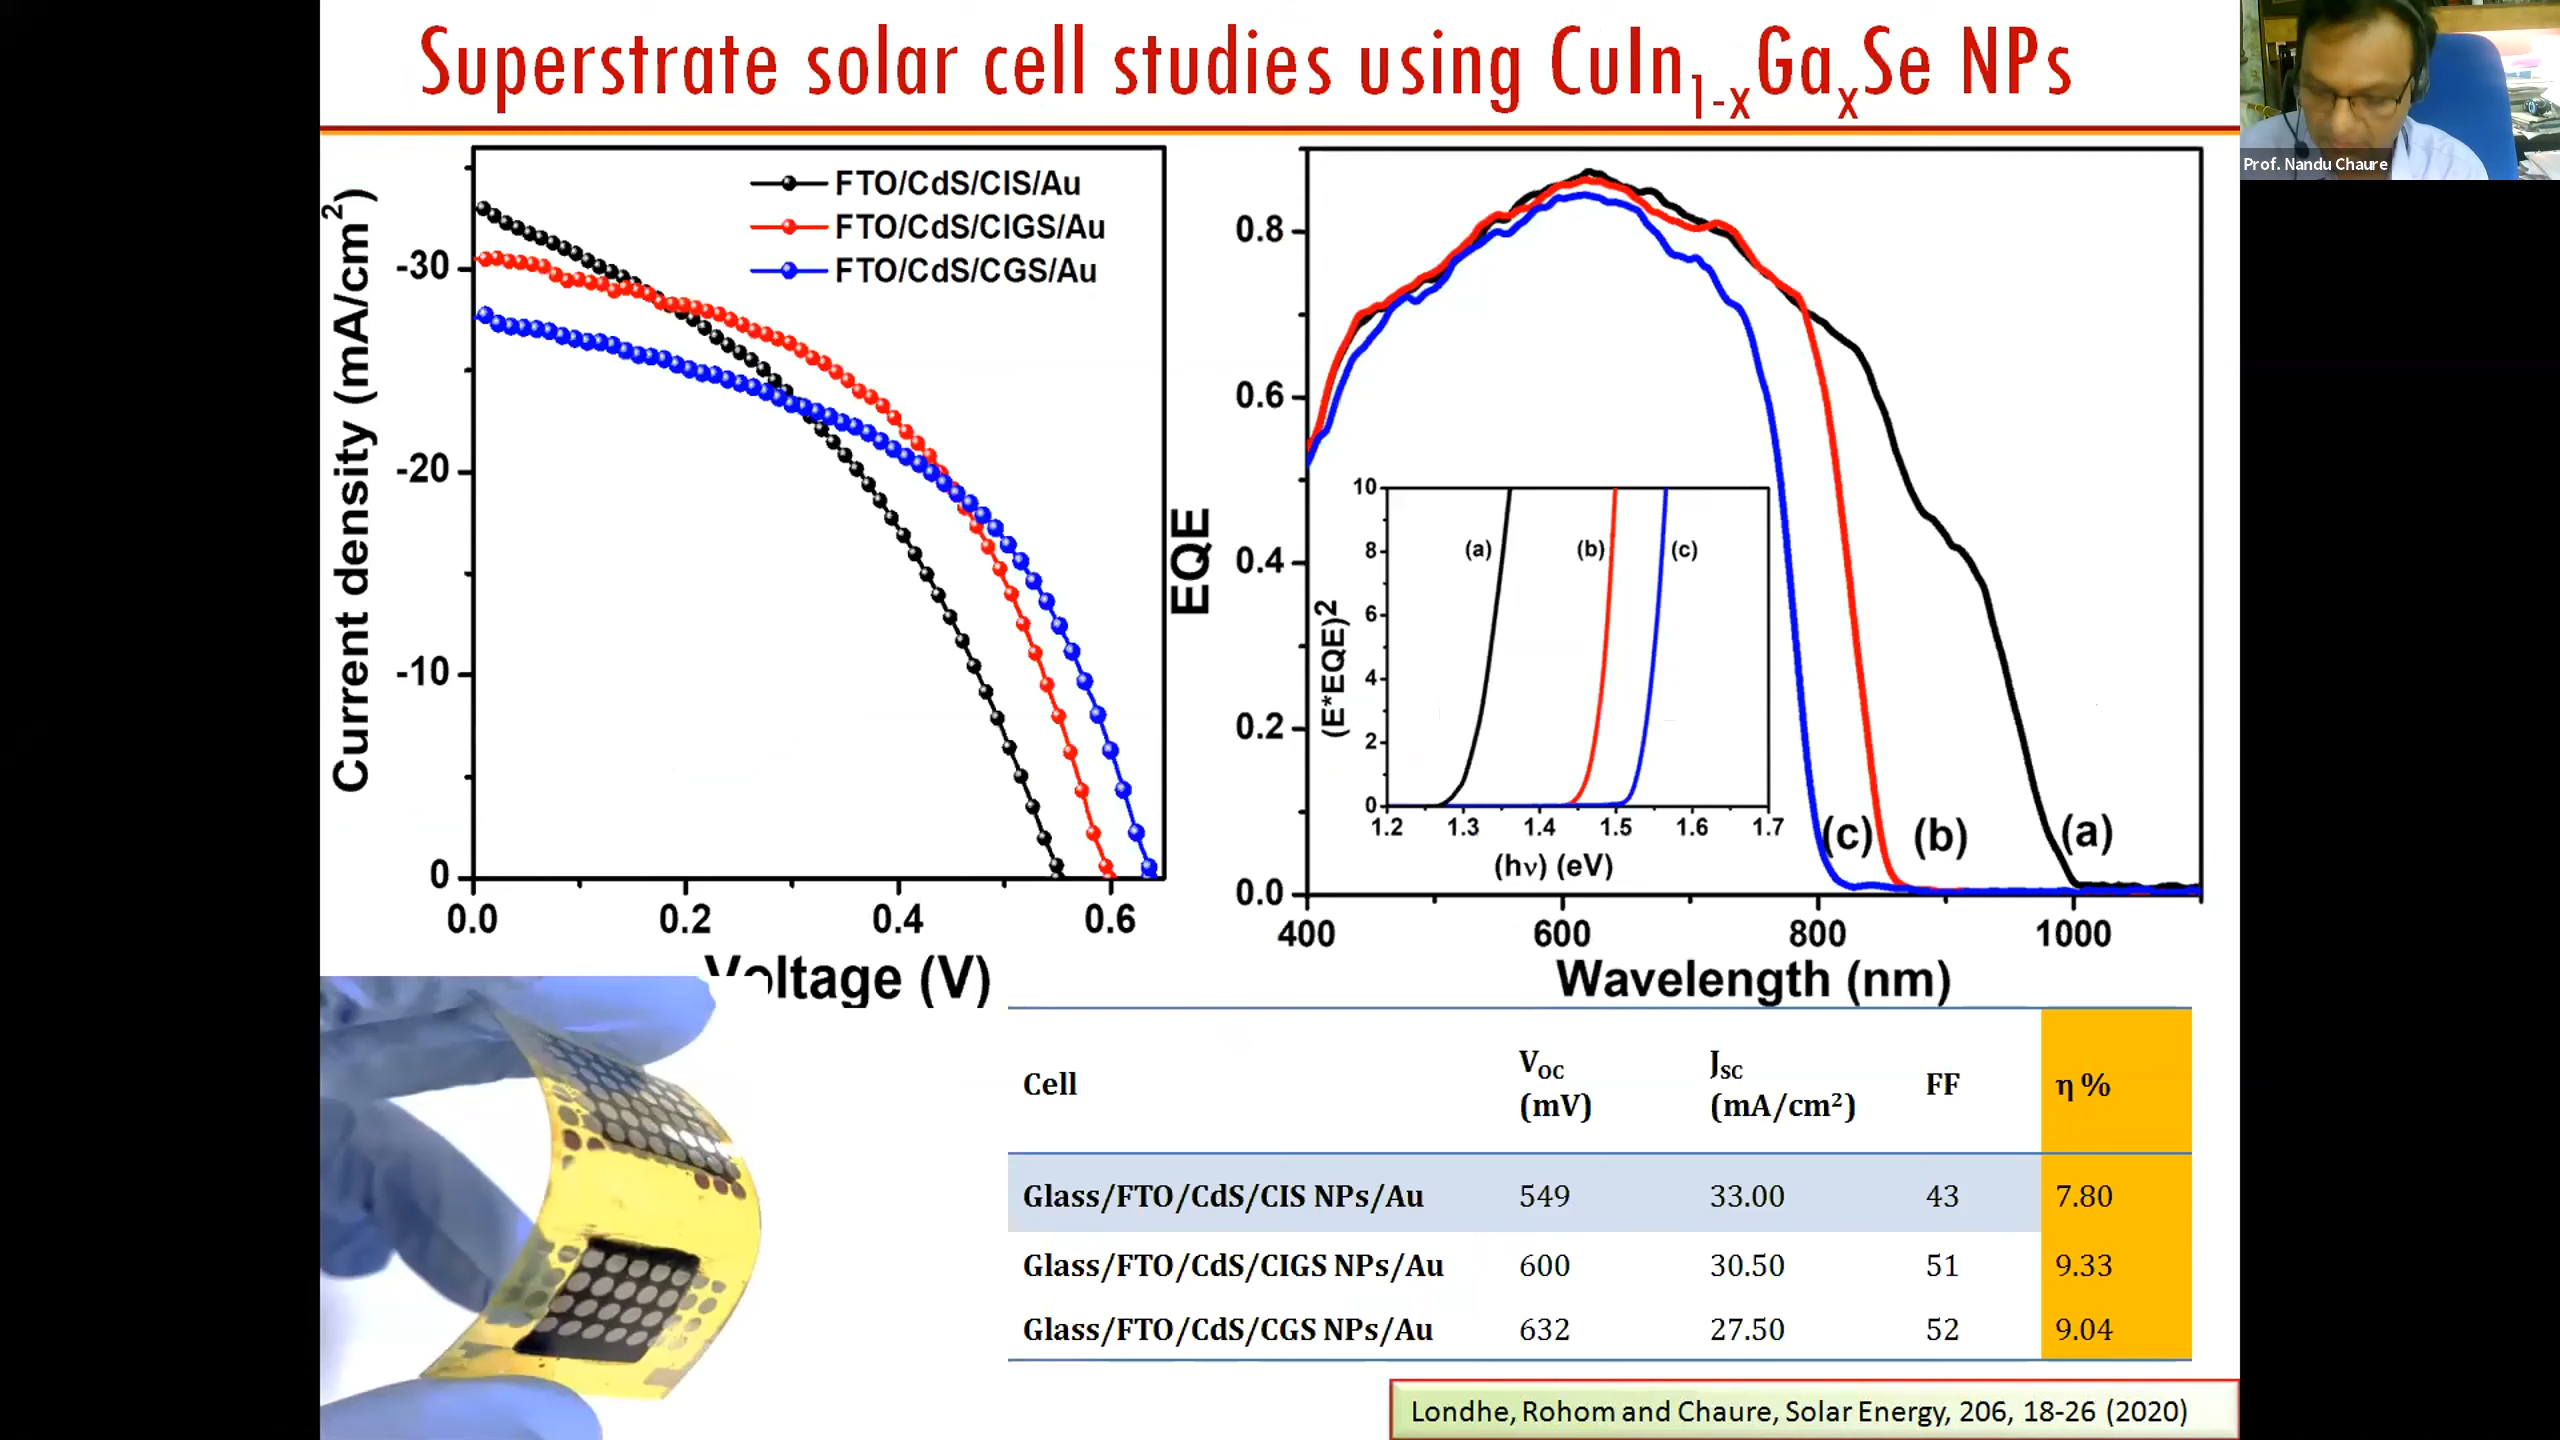 Superstrate solar cell studies using CuIn1-xGaxSe NPs
Prof. Nandu Chaure
FTO/CdS/CIS/Au
FTO/CdS/CIGS/Au
FTO/CdS/CGS/Au
Current density (mA/cm²)
-30
-20
-10
0
0.0 0.2 0.4 0.6
Voltage (V)
EQE
0.8
0.6
0.4
0.2
0.0
400 600 800 1000
Wavelength (nm)
(c) (b) (a)
(E*EQE)2
10
8
6
4
2
0
(a) (b) (c)
1.2 1.3 1.4 1.5 1.6 1.7
(hν) (eV)
Cell VOC (mV) JSC (mA/cm²) FF η %
Glass/FTO/CdS/CIS NPs/Au 549 33.00 43 7.80
Glass/FTO/CdS/CIGS NPs/Au 600 30.50 51 9.33
Glass/FTO/CdS/CGS NPs/Au 632 27.50 52 9.04
Londhe, Rohom and Chaure, Solar Energy, 206, 18-26 (2020)